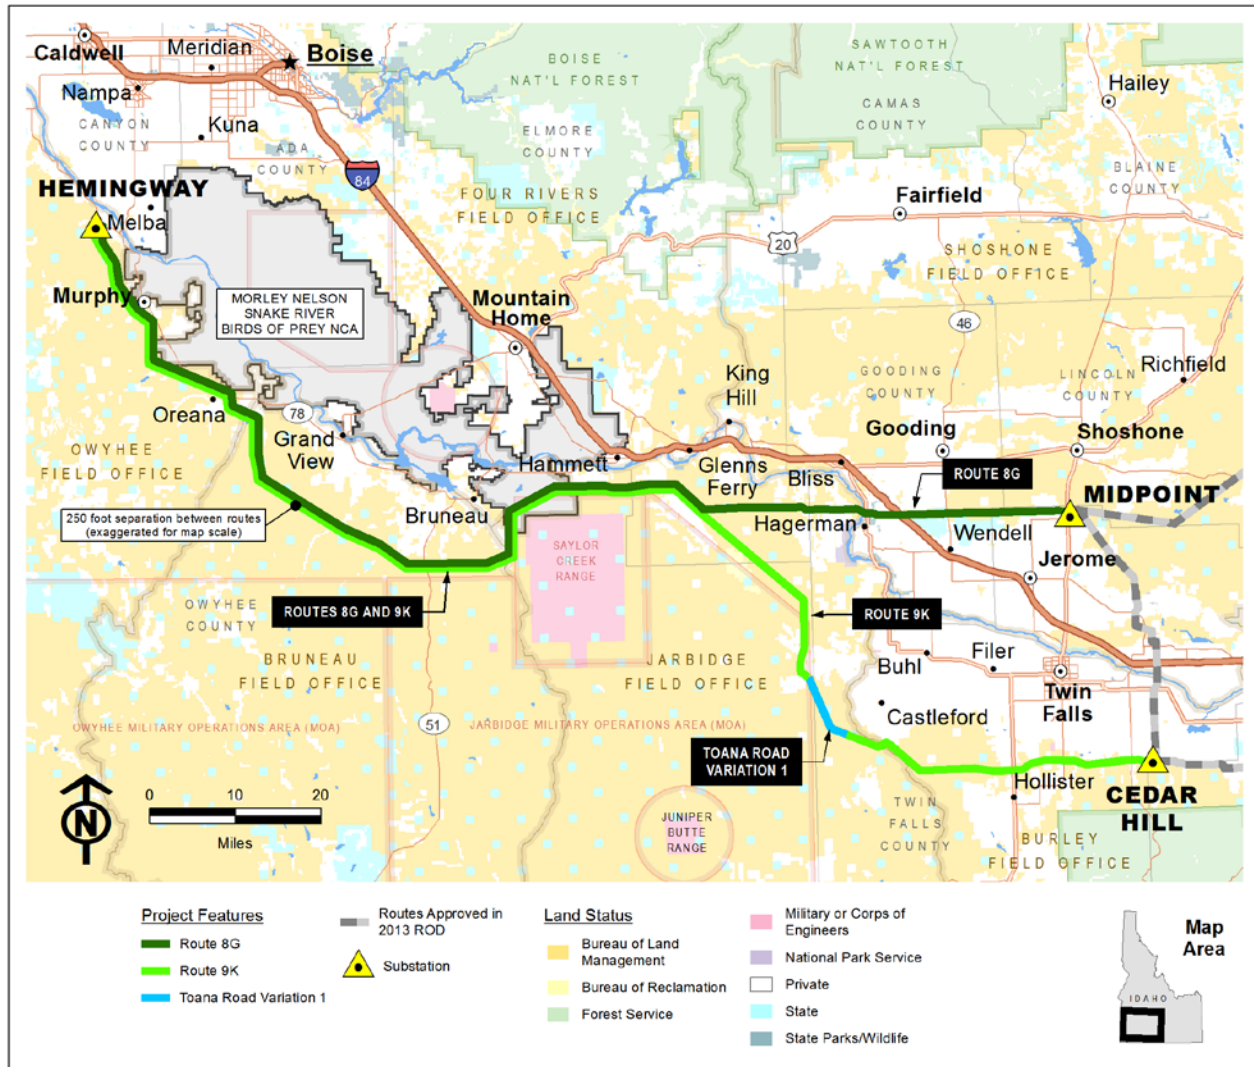 Caldwell
Meridian
Boise
Nampa
Kuna
CANYON
COUNTY
ADA
COUNTY
84
BOISE
NAT'L FOREST
SAWTOOTH
NAT'L FOREST
ELMORE
COUNTY
CAMAS
COUNTY
Hailey
BLAINE
COUNTY
HEMINGWAY
Melba
Murphy
MORLEY NELSON
SNAKE RIVER
BIRDS OF PREY NCA
FOUR RIVERS
FIELD OFFICE
Fairfield
20
SHOSHONE
FIELD OFFICE
Mountain
Home
46
King
Hill
GOODING
COUNTY
LINCOLN
COUNTY
Richfield
Oreana
78
Grand
View
OWYHEE
FIELD OFFICE
Gooding
Shoshone
Hammett
Glenns
Ferry
Bliss
ROUTE 8G
MIDPOINT
250 foot separation between routes
(exaggerated for map scale)
Bruneau
Hagerman
Wendell
Jerome
SAYLOR
CREEK
RANGE
OWYHEE
COUNTY
ROUTES 8G AND 9K
ROUTE 9K
BRUNEAU
FIELD OFFICE
JARBIDGE
FIELD OFFICE
Buhl
Filer
Twin
Falls
Castleford
OWYHEE MILITARY OPERATIONS AREA (MOA)
51
JARBIDGE MILITARY OPERATIONS AREA (MOA)
TOANA ROAD
VARIATION 1
Hollister
CEDAR
HILL
N
0 10 20
Miles
JUNIPER
BUTTE
RANGE
TWIN
FALLS
COUNTY
BURLEY
FIELD OFFICE
Project Features
Route 8G
Route 9K
Toana Road Variation 1
Routes Approved in
2013 ROD
Substation
Land Status
Bureau of Land
Management
Bureau of Reclamation
Forest Service
Military or Corps of
Engineers
National Park Service
Private
State
State Parks/Wildlife
Map
Area
IDAHO